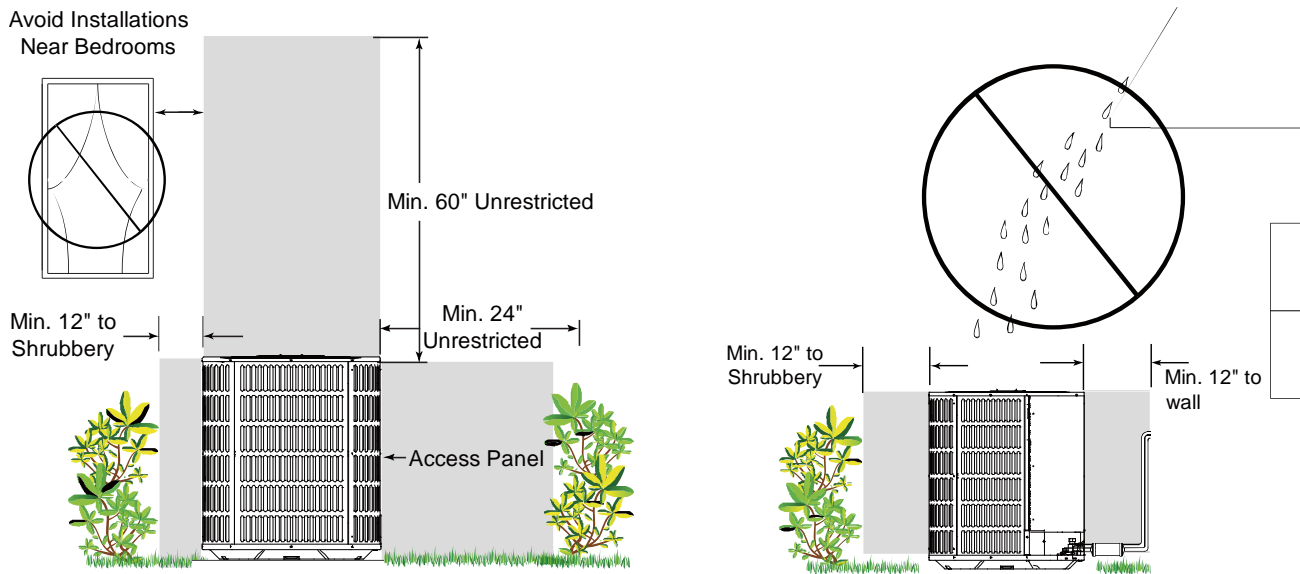 Avoid Installations
Near Bedrooms
Min. 60" Unrestricted
Min. 12" to
Shrubbery
Min. 24"
Unrestricted
Access Panel
Min. 12" to
Shrubbery
Min. 12" to
wall